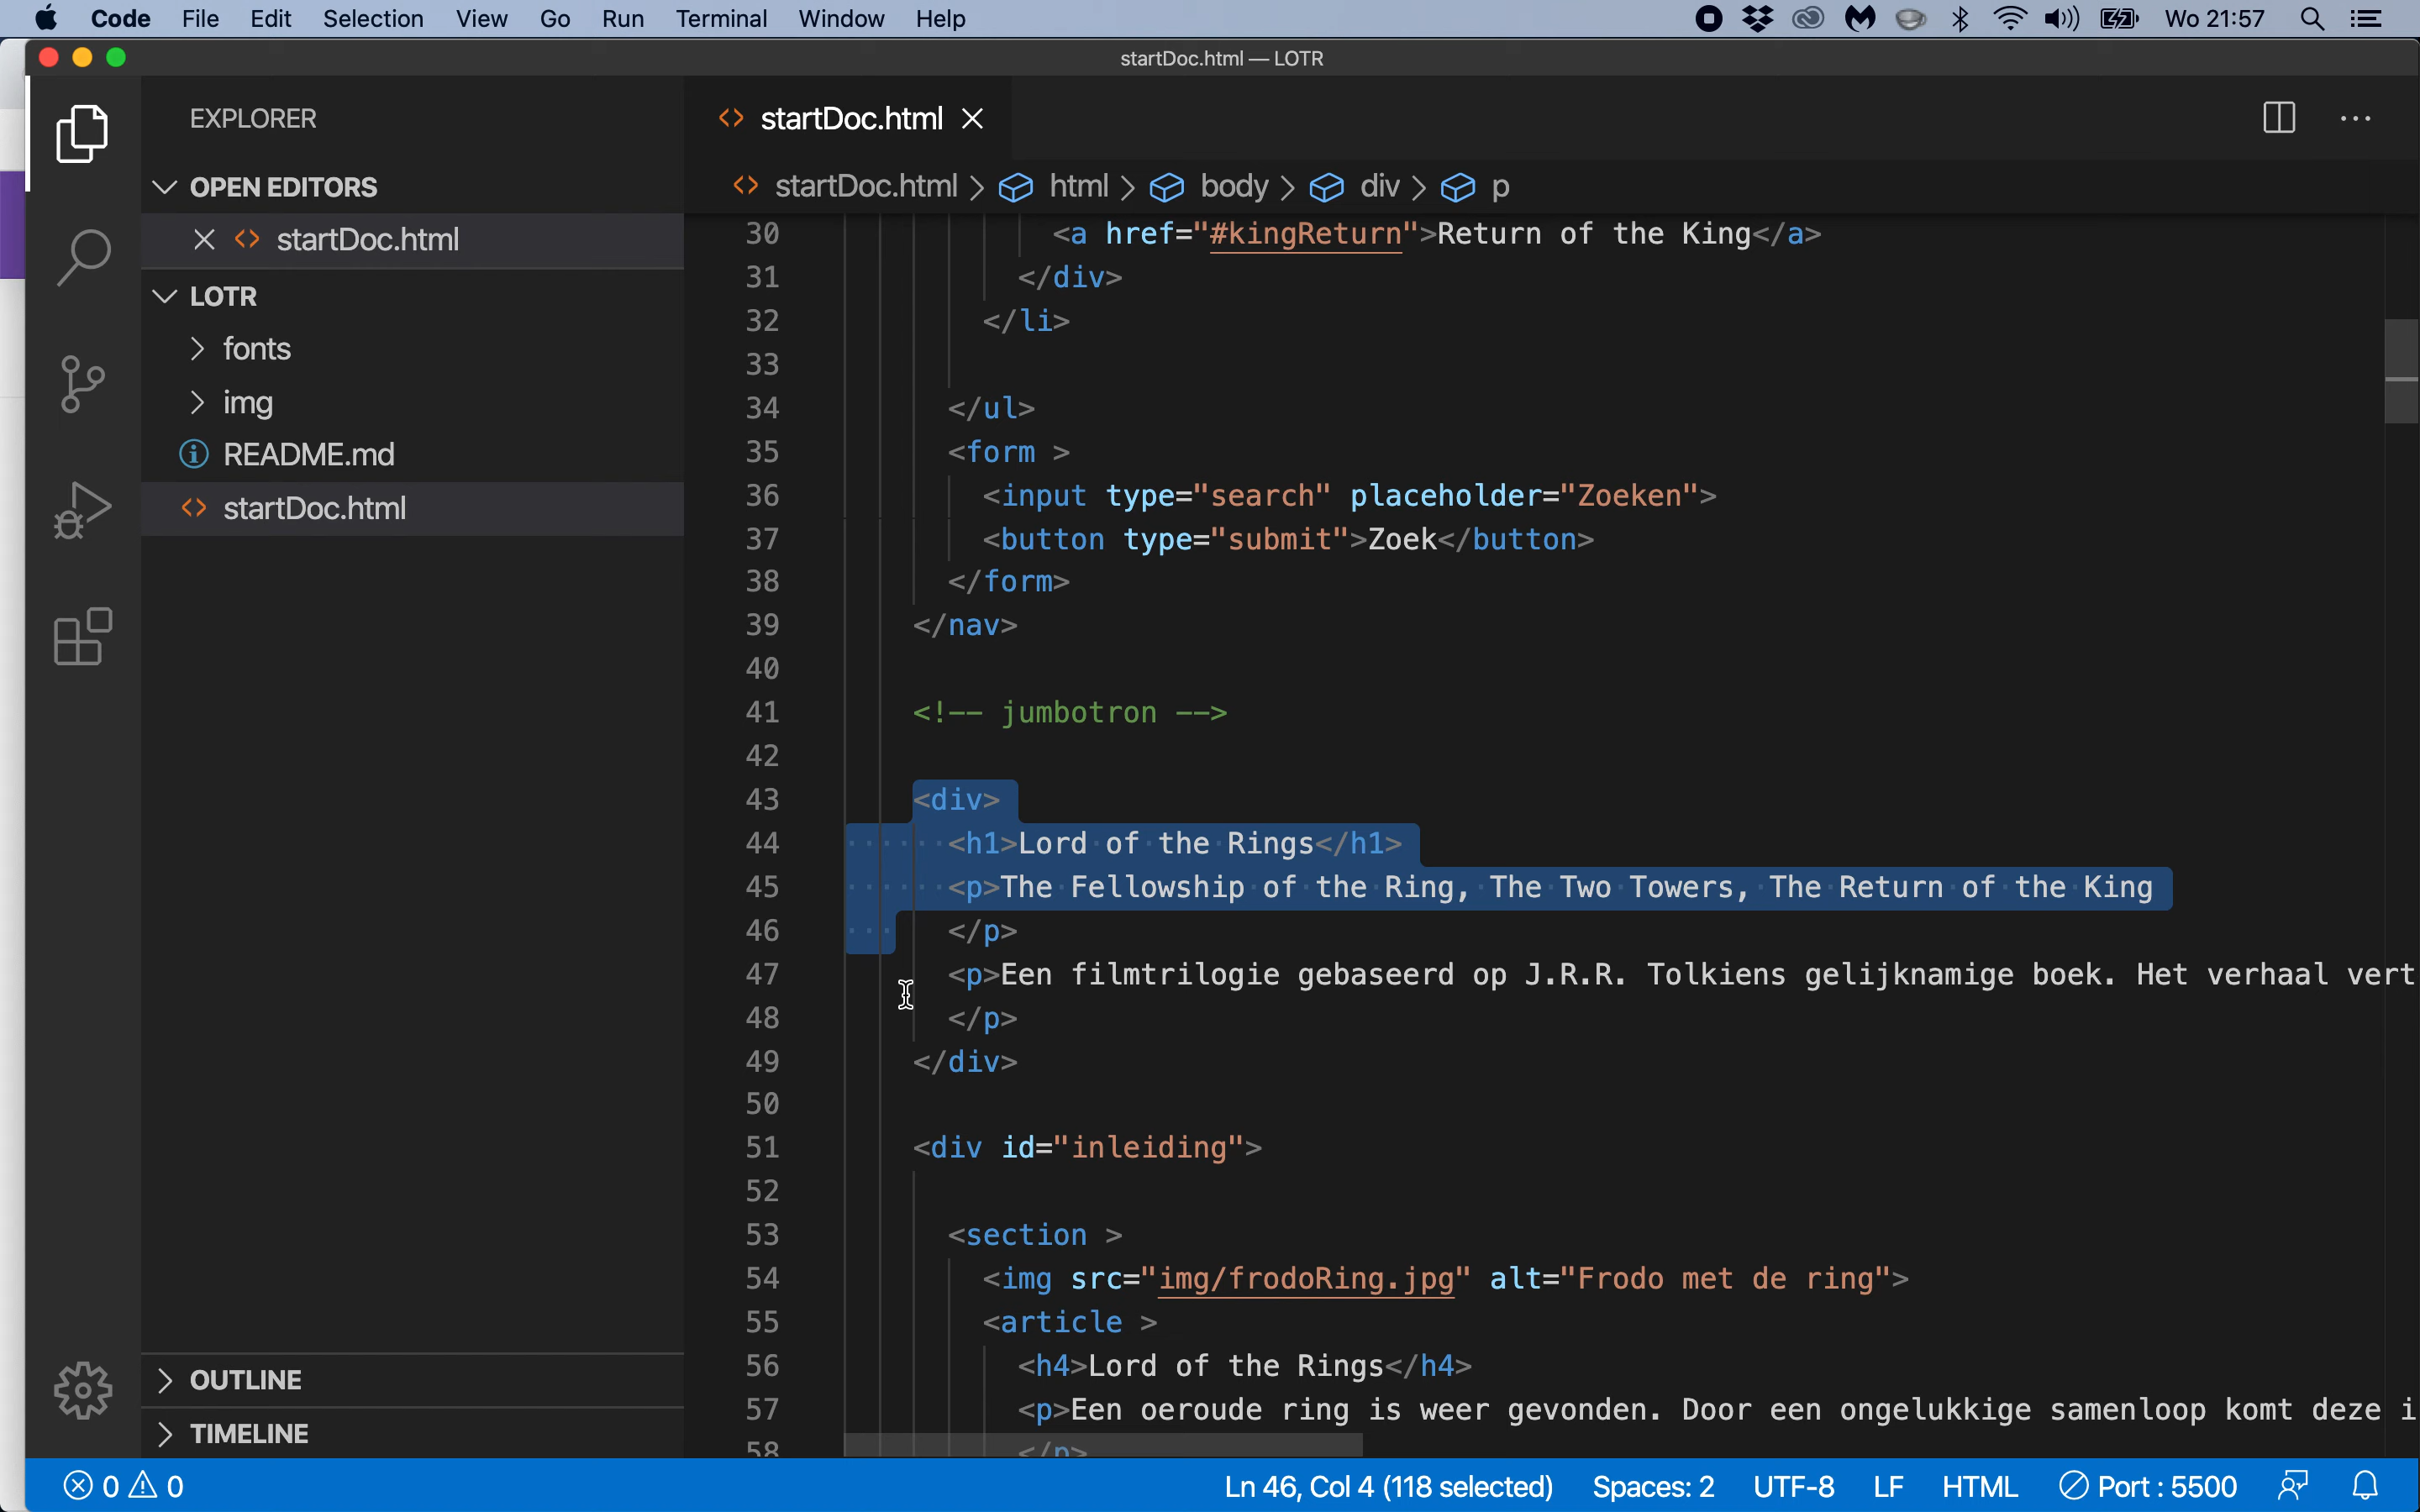 Code File Edit Selection View Go Run Terminal Window Help Wo 21:57
startDoc.html — LOTR
EXPLORER
OPEN EDITORS
startDoc.html
LOTR
fonts
img
README.md
startDoc.html
OUTLINE
TIMELINE
startDoc.html
startDoc.html > html > body > div > p
30 <a href="#kingReturn">Return of the King</a>
31 </div>
32 </li>
33
34 </ul>
35 <form >
36 <input type="search" placeholder="Zoeken">
37 <button type="submit">Zoek</button>
38 </form>
39 </nav>
40
41 <!-- jumbotron -->
42
43 <div>
44 <h1>Lord of the Rings</h1>
45 <p>The Fellowship of the Ring, The Two Towers, The Return of the King
46 </p>
47 <p>Een filmtrilogie gebaseerd op J.R.R. Tolkiens gelijknamige boek. Het verhaal vert
48 </p>
49 </div>
50
51 <div id="inleiding">
52
53 <section >
54 <img src="img/frodoRing.jpg" alt="Frodo met de ring">
55 <article >
56 <h4>Lord of the Rings</h4>
57 <p>Een oeroude ring is weer gevonden. Door een ongelukkige samenloop komt deze i
58 </p>
0 0 Ln 46, Col 4 (118 selected) Spaces: 2 UTF-8 LF HTML Port : 5500